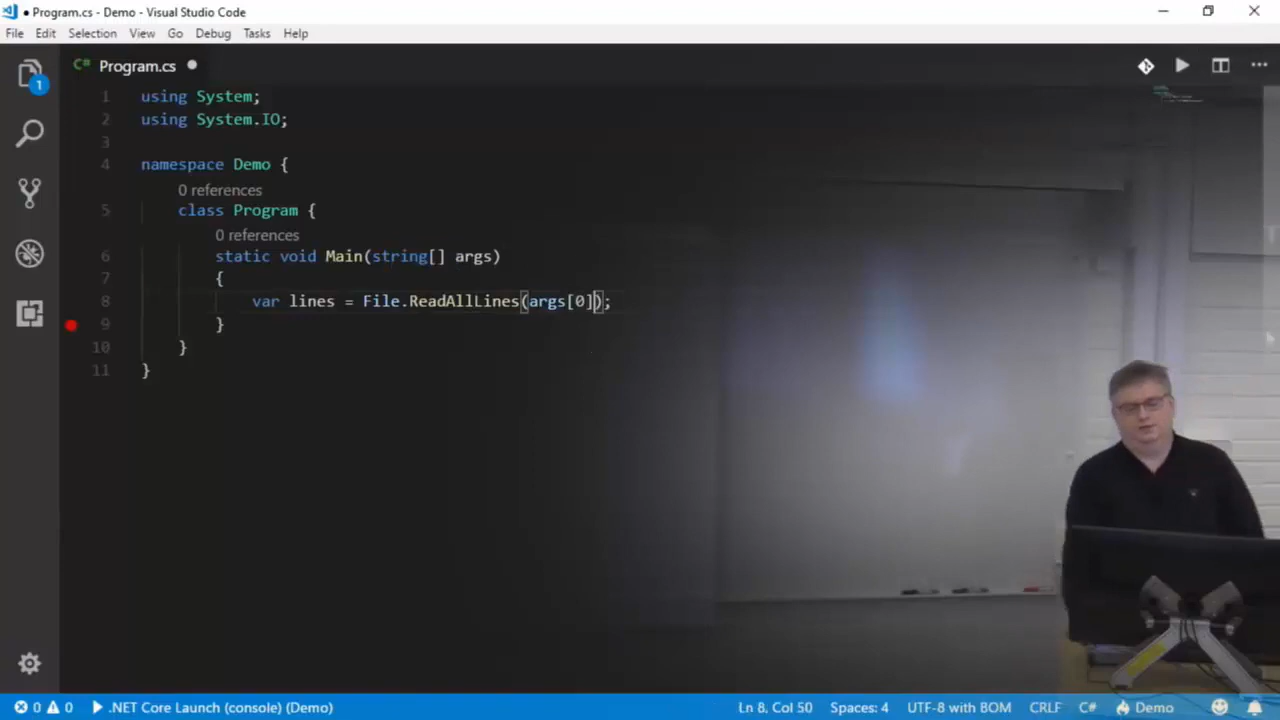 ● Program.cs - Demo - Visual Studio Code
File Edit Selection View Go Debug Tasks Help
C# Program.cs ●
1
1 using System;
2 using System.IO;
3
4 namespace Demo {
0 references
5 class Program {
0 references
6 static void Main(string[] args)
7 {
8 var lines = File.ReadAllLines(args[0]);
9 }
10 }
11 }
0 0 .NET Core Launch (console) (Demo) Ln 8, Col 50 Spaces: 4 UTF-8 with BOM CRLF C# Demo